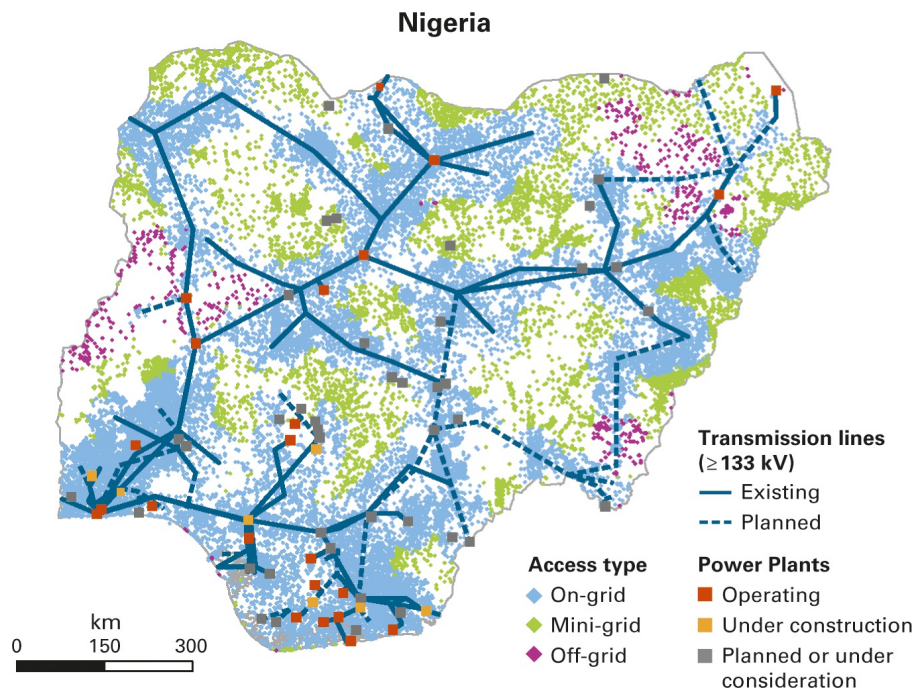 Nigeria
Transmission lines
(≥133 kV)
Existing
Planned
Access type
On-grid
Mini-grid
Off-grid
Power Plants
Operating
Under construction
Planned or under
consideration
km
0 150 300